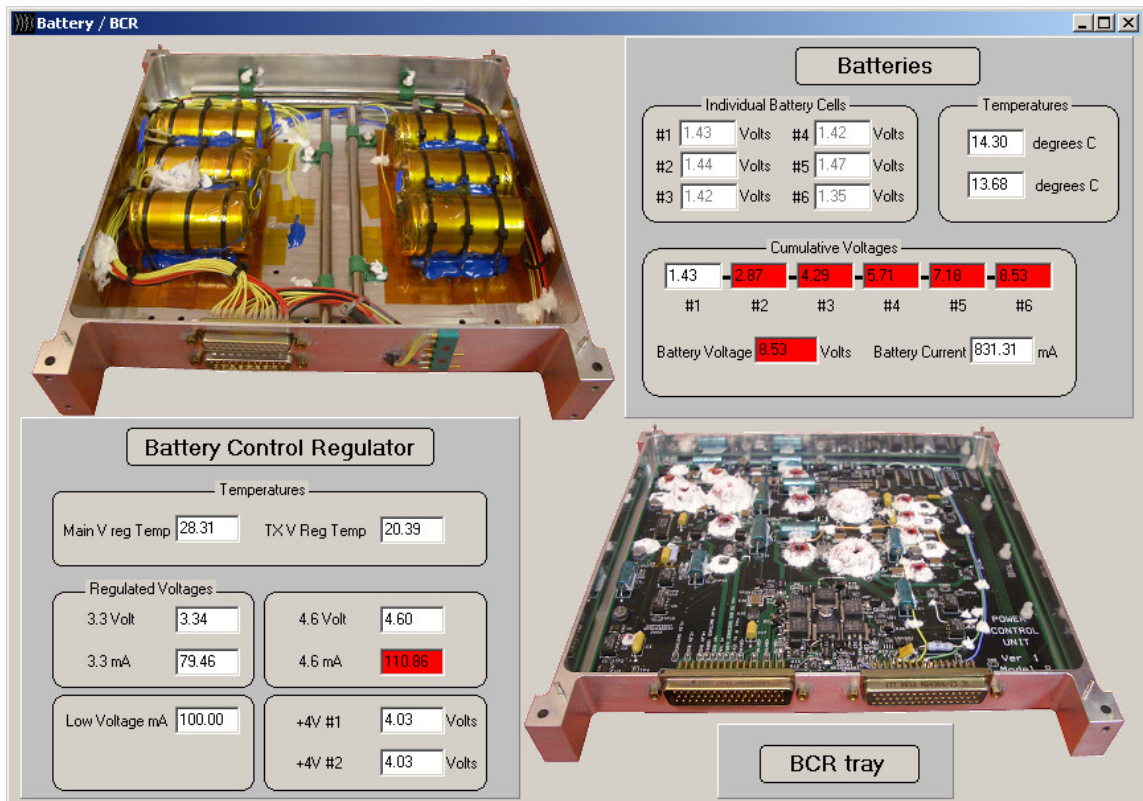 Battery / BCR
Batteries
Individual Battery Cells
#1 1.43 Volts #4 1.42 Volts
#2 1.44 Volts #5 1.47 Volts
#3 1.42 Volts #6 1.35 Volts
Temperatures
14.30 degrees C
13.68 degrees C
Cumulative Voltages
1.43 2.87 4.29 5.71 7.18 8.53
#1 #2 #3 #4 #5 #6
Battery Voltage 8.53 Volts Battery Current 831.31 mA
Battery Control Regulator
Temperatures
Main V reg Temp 28.31 TX V Reg Temp 20.39
Regulated Voltages
3.3 Volt 3.34
3.3 mA 79.46
4.6 Volt 4.60
4.6 mA 110.86
Low Voltage mA 100.00
+4V #1 4.03 Volts
+4V #2 4.03 Volts
POWER
CONTROL
UNIT
Ver 1
Model
BCR tray